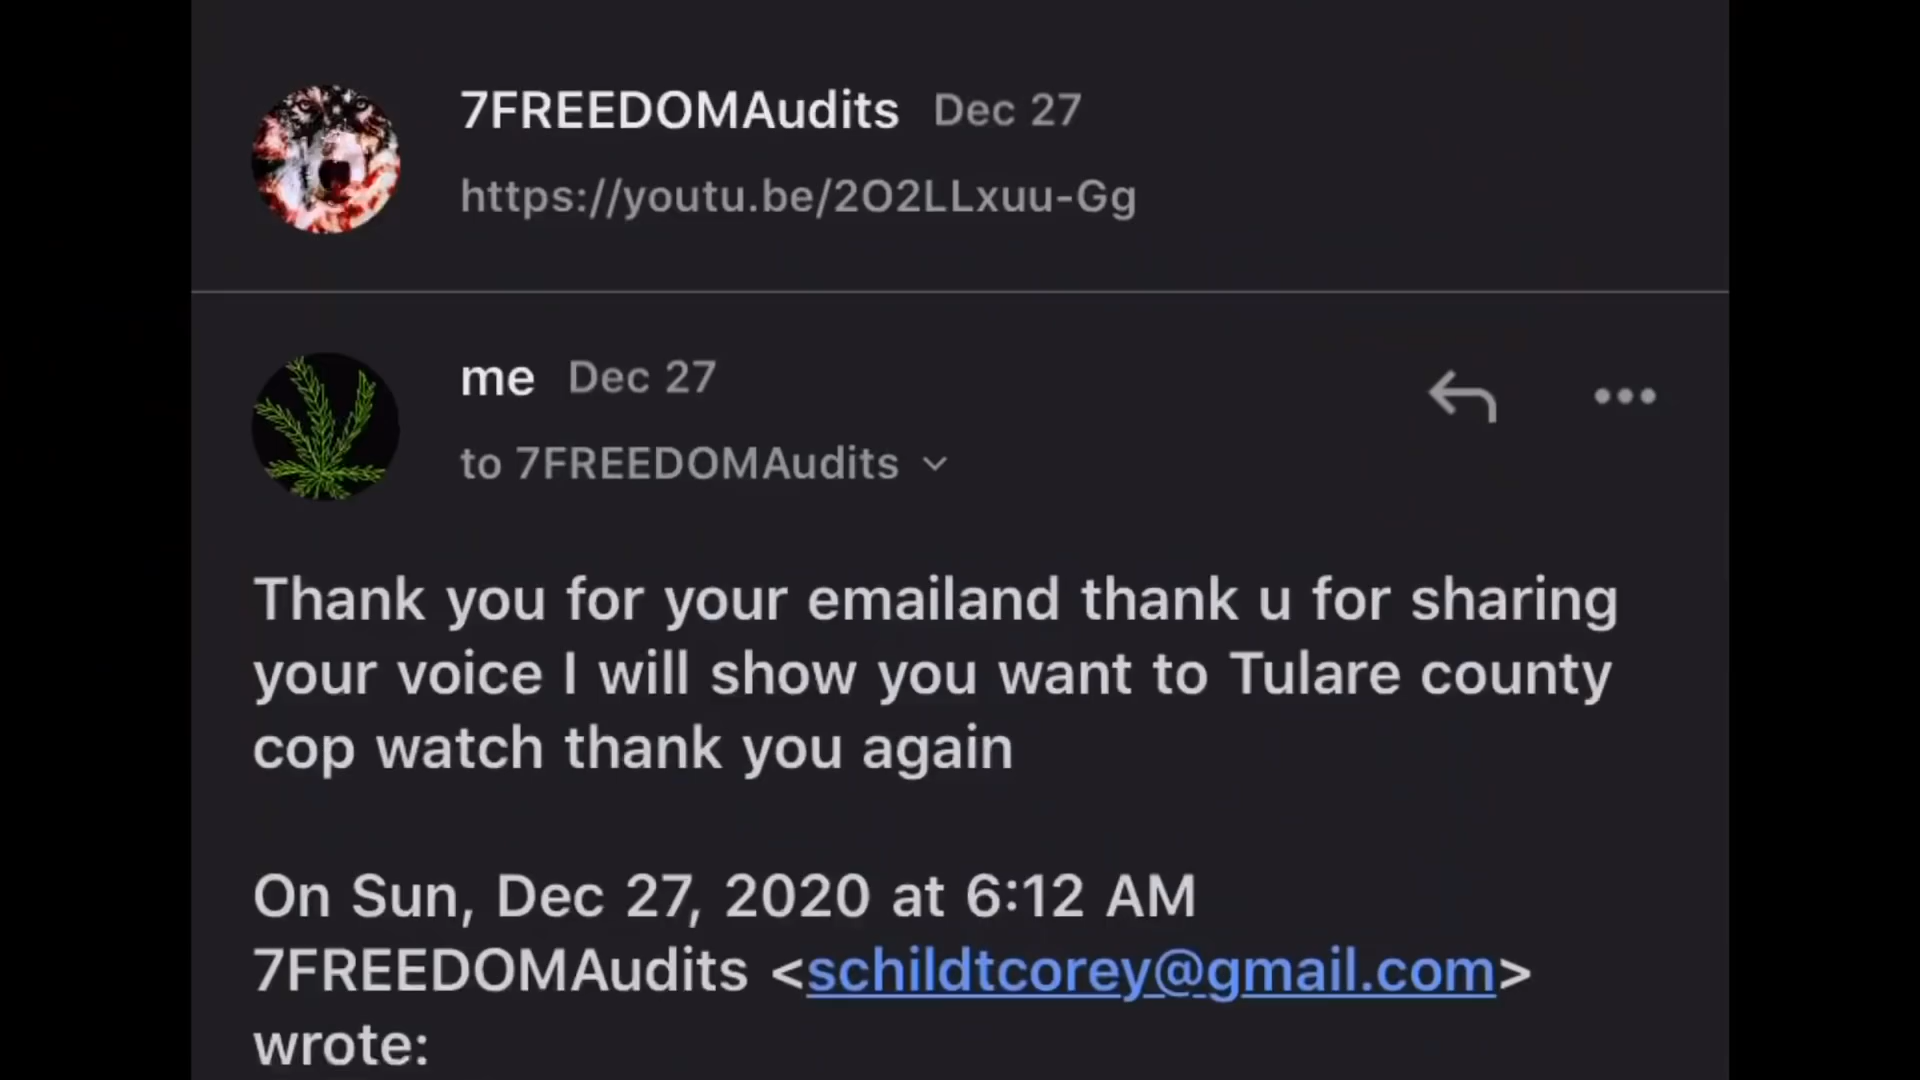 7FREEDOMAudits Dec 27
https://youtu.be/2O2LLxuu-Gg
me Dec 27
to 7FREEDOMAudits
Thank you for your emailand thank u for sharing
your voice I will show you want to Tulare county
cop watch thank you again
On Sun, Dec 27, 2020 at 6:12 AM
7FREEDOMAudits <schildtcorey@gmail.com>
wrote: